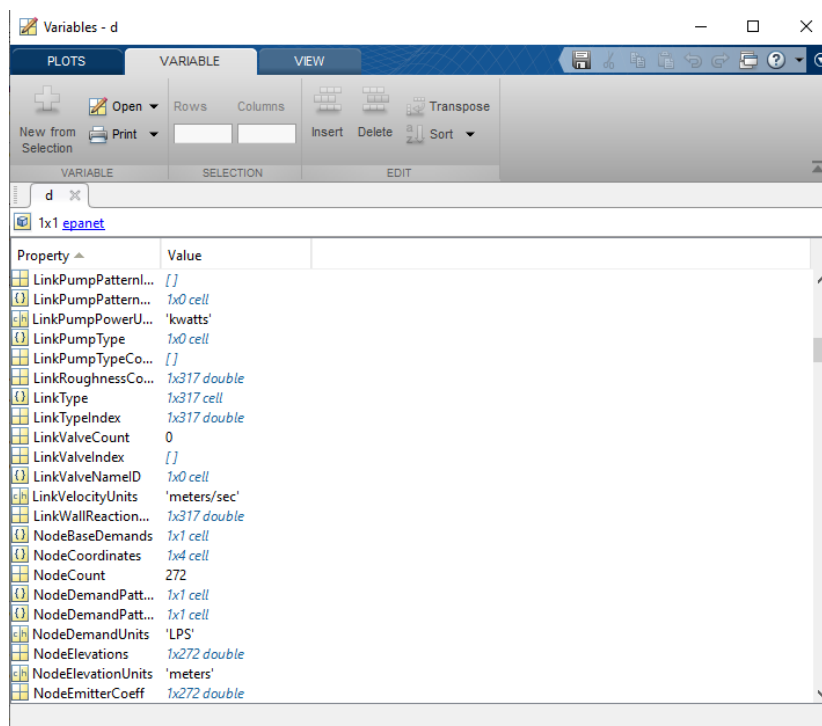 Variables - d
PLOTS VARIABLE VIEW
New from Selection
Open
Print
Rows Columns
Insert Delete
Transpose
Sort
VARIABLE SELECTION EDIT
d
1x1 epanet
Property Value
LinkPumpPatternI... []
LinkPumpPattern... 1x0 cell
LinkPumpPowerU... 'kwatts'
LinkPumpType 1x0 cell
LinkPumpTypeCo... []
LinkRoughnessCo... 1x317 double
LinkType 1x317 cell
LinkTypeIndex 1x317 double
LinkValveCount 0
LinkValveIndex []
LinkValveNameID 1x0 cell
LinkVelocityUnits 'meters/sec'
LinkWallReaction... 1x317 double
NodeBaseDemands 1x1 cell
NodeCoordinates 1x4 cell
NodeCount 272
NodeDemandPatt... 1x1 cell
NodeDemandPatt... 1x1 cell
NodeDemandUnits 'LPS'
NodeElevations 1x272 double
NodeElevationUnits 'meters'
NodeEmitterCoeff 1x272 double